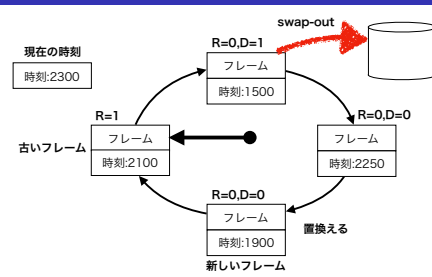 swap-out
R=0,D=1
現在の時刻
フレーム
時刻:2300
時刻:1500
R=1
R=0,D=0
フレーム
フレーム
古いフレーム
時刻:2100
時刻:2250
R=0,D=0
フレーム
置換える
時刻:1900
新しいフレーム